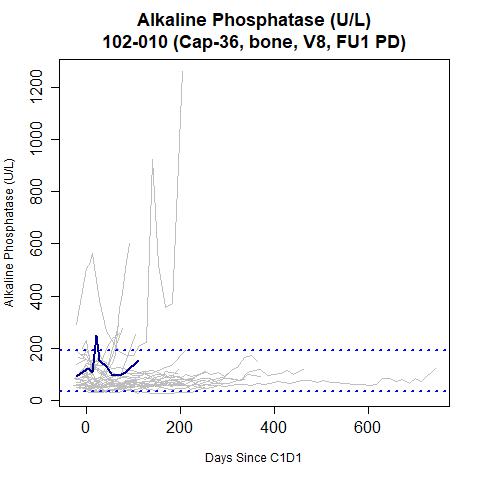 Alkaline Phosphatase (U/L)
102-010 (Cap-36, bone, V8, FU1 PD)
Alkaline Phosphatase (U/L)
1200
1000
800
600
400
200
0
0 200 400 600
Days Since C1D1